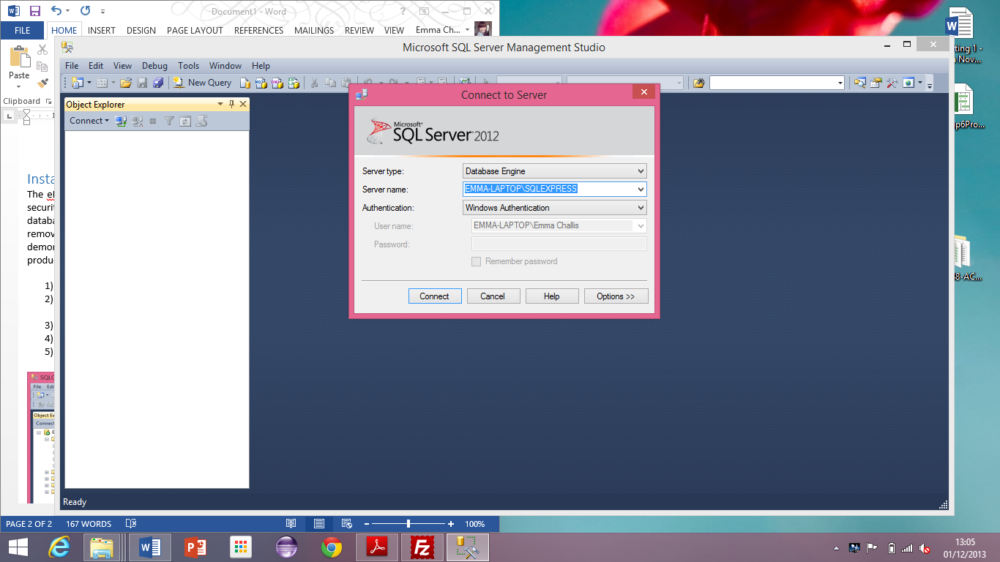 Document1 - Word
FILE HOME INSERT DESIGN PAGE LAYOUT REFERENCES MAILINGS REVIEW VIEW Emma Ch...
Paste
Clipboard
Microsoft SQL Server Management Studio
File Edit View Debug Tools Window Help
New Query
Object Explorer
Connect
Connect to Server
Microsoft®
SQL Server® 2012
Server type: Database Engine
Server name: EMMA-LAPTOP\SQLEXPRESS
Authentication: Windows Authentication
User name: EMMA-LAPTOP\Emma Challis
Password:
Remember password
Connect Cancel Help Options >>
Insta
The
securit
databa
remov
demor
produc
1)
2)
3)
4)
5)
File
Object Ex
Connect
Ready
PAGE 2 OF 2 167 WORDS 100%
ting 1 -
Nov...
p6Pro...
8-AC...
13:05
01/12/2013